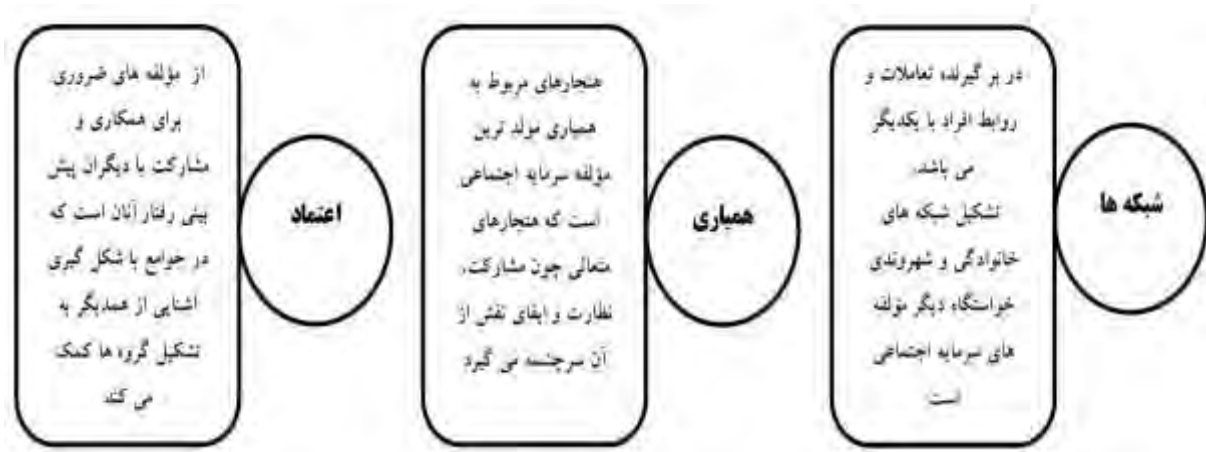 شبکه ها
در بر گیرنده تعاملات و
روابط افراد با یکدیگر
می باشد.
تشکیل شبکه های
خانوادگی و شهروندی
خواستگاه دیگر مؤلفه
های سرمایه اجتماعی
است
همیاری
هنجارهای مربوط به
همیاری مولد ترین
مؤلفه سرمایه اجتماعی
است که هنجارهای
متعالی چون مشارکت،
نظارت و ایفای نقش از
آن سرچشمه می گیرد
اعتماد
از مؤلفه های ضروری
برای همکاری و
مشارکت با دیگران پیش
بینی رفتار آنان است که
در جوامع با شکل گیری
آشنایی از همدیگر به
تشکیل گروه ها کمک
می کند